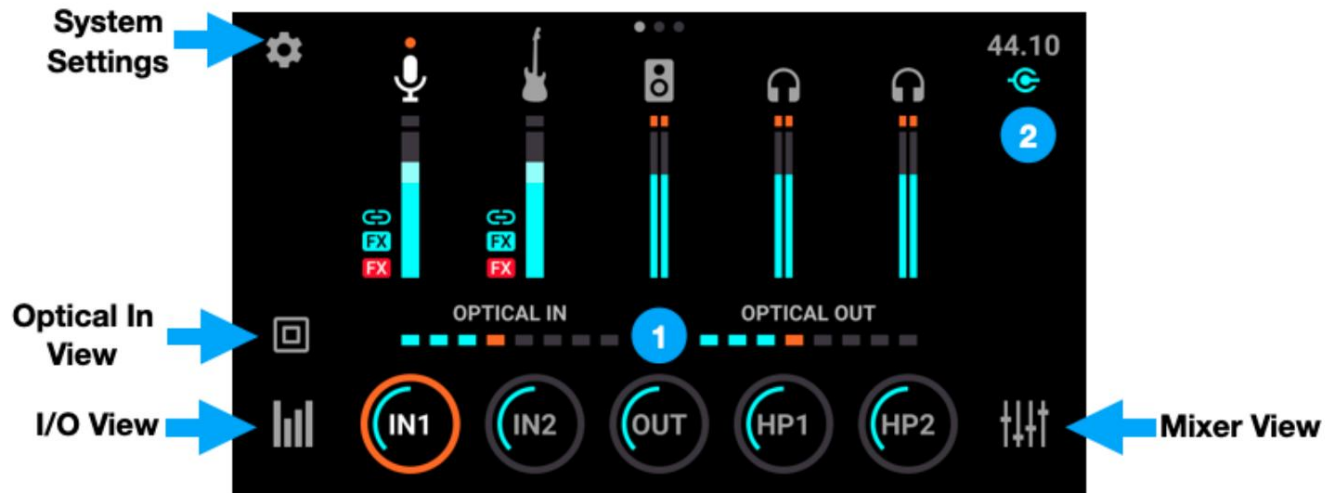 System
Settings
44.10
2
FX
FX
FX
FX
Optical In
View
OPTICAL IN
1
OPTICAL OUT
I/O View
IN1
IN2
OUT
HP1
HP2
Mixer View